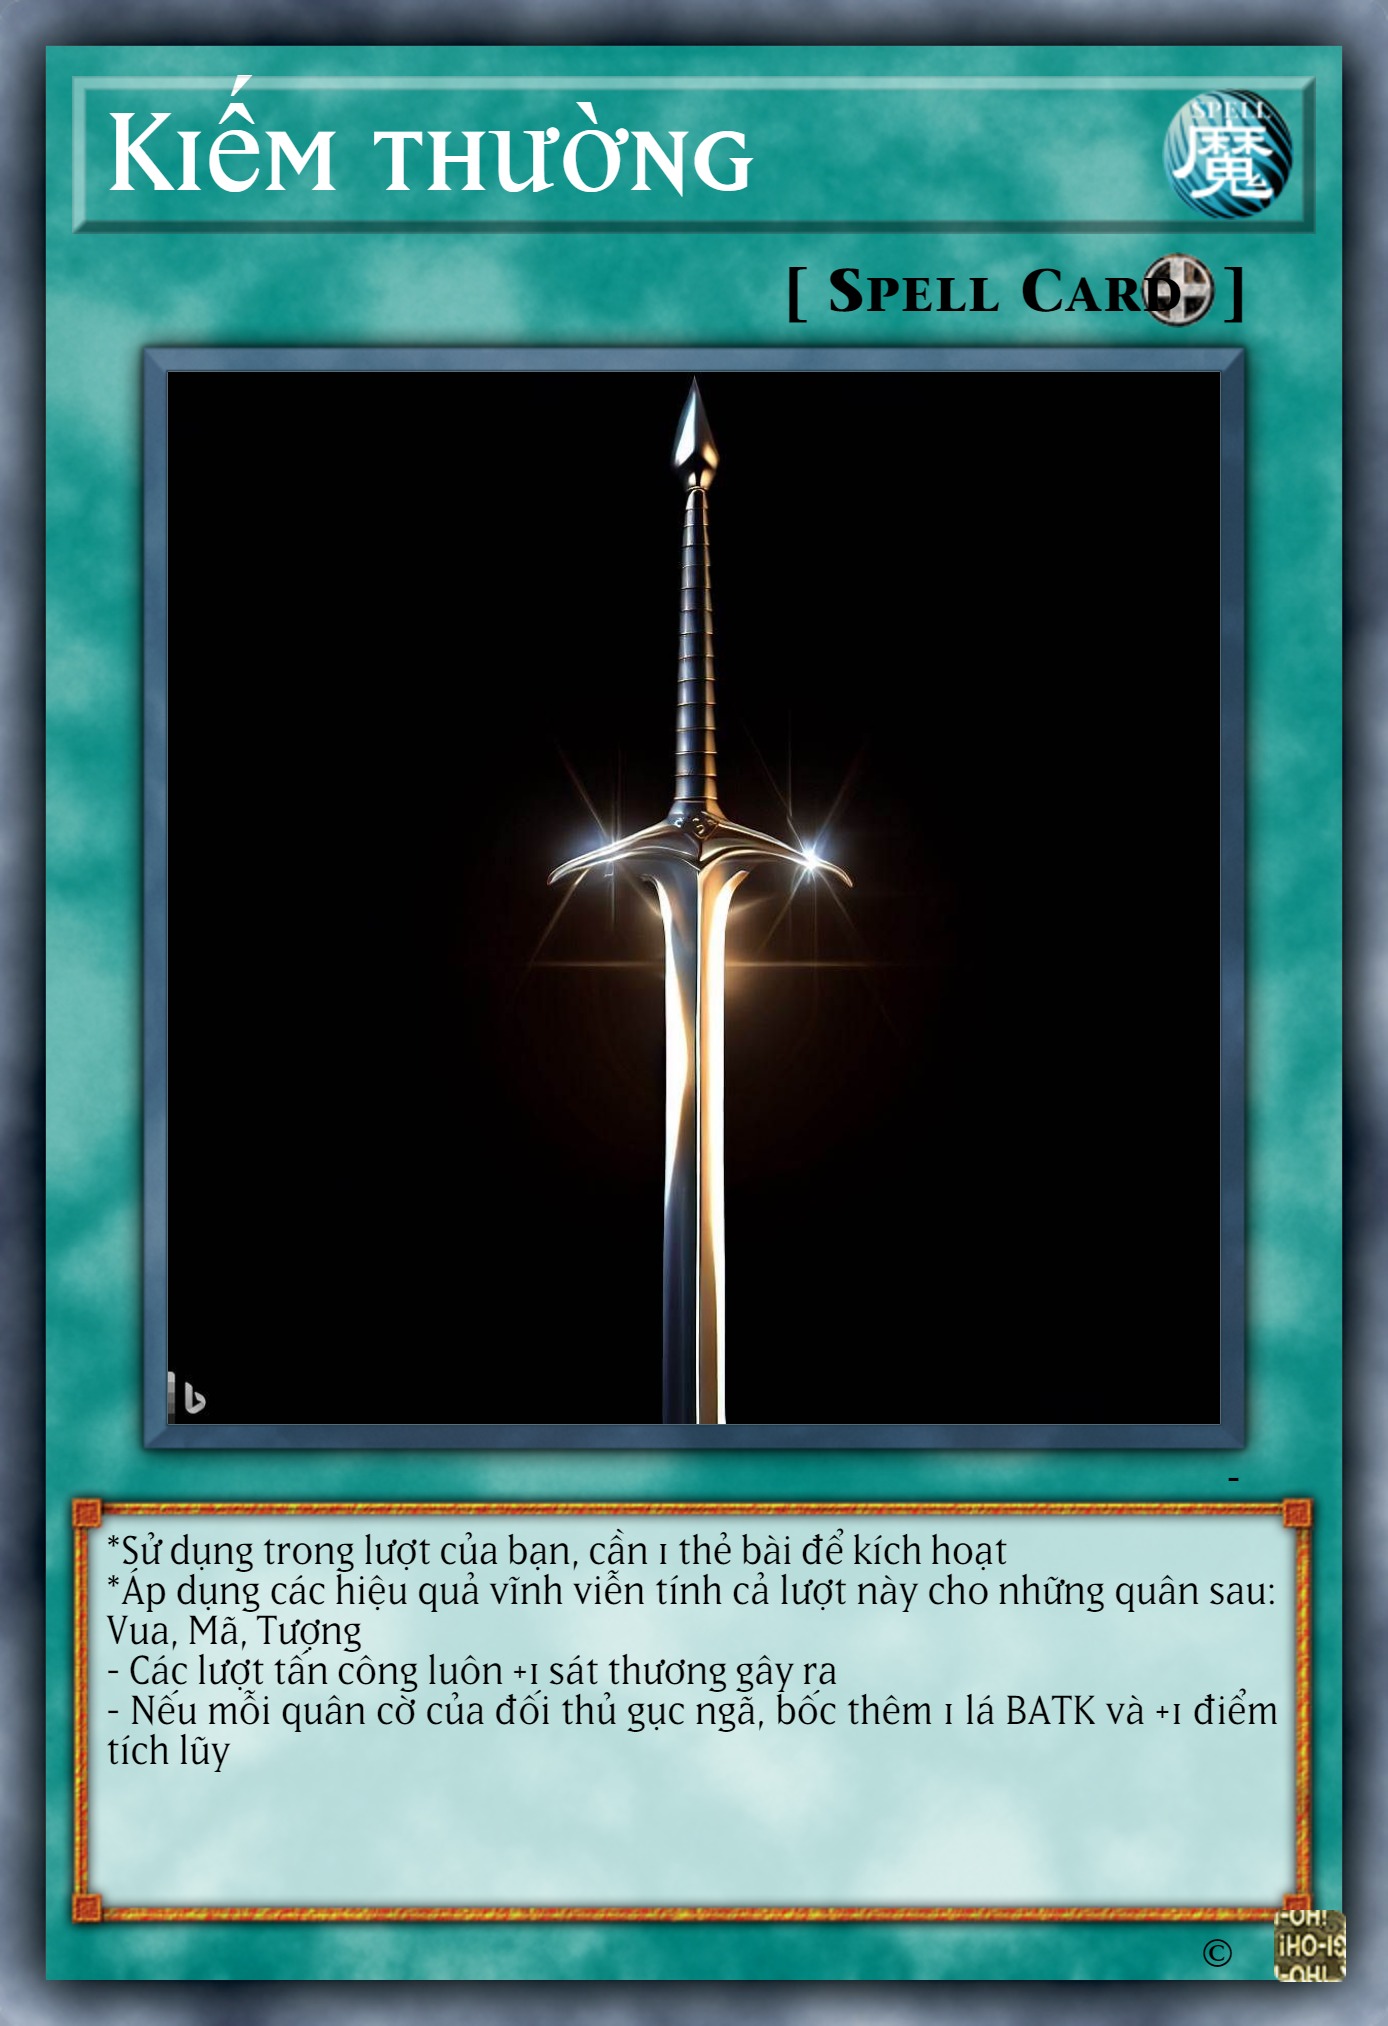 Kiếm thường
SPELL
魔
[ Spell Card ]
b
-
*Sử dụng trong lượt của bạn, cần 1 thẻ bài để kích hoạt
*Áp dụng các hiệu quả vĩnh viễn tính cả lượt này cho những quân sau:
Vua, Mã, Tượng
- Các lượt tấn công luôn +1 sát thương gây ra
- Nếu mỗi quân cờ của đối thủ gục ngã, bốc thêm 1 lá BATK và +1 điểm
tích lũy
©